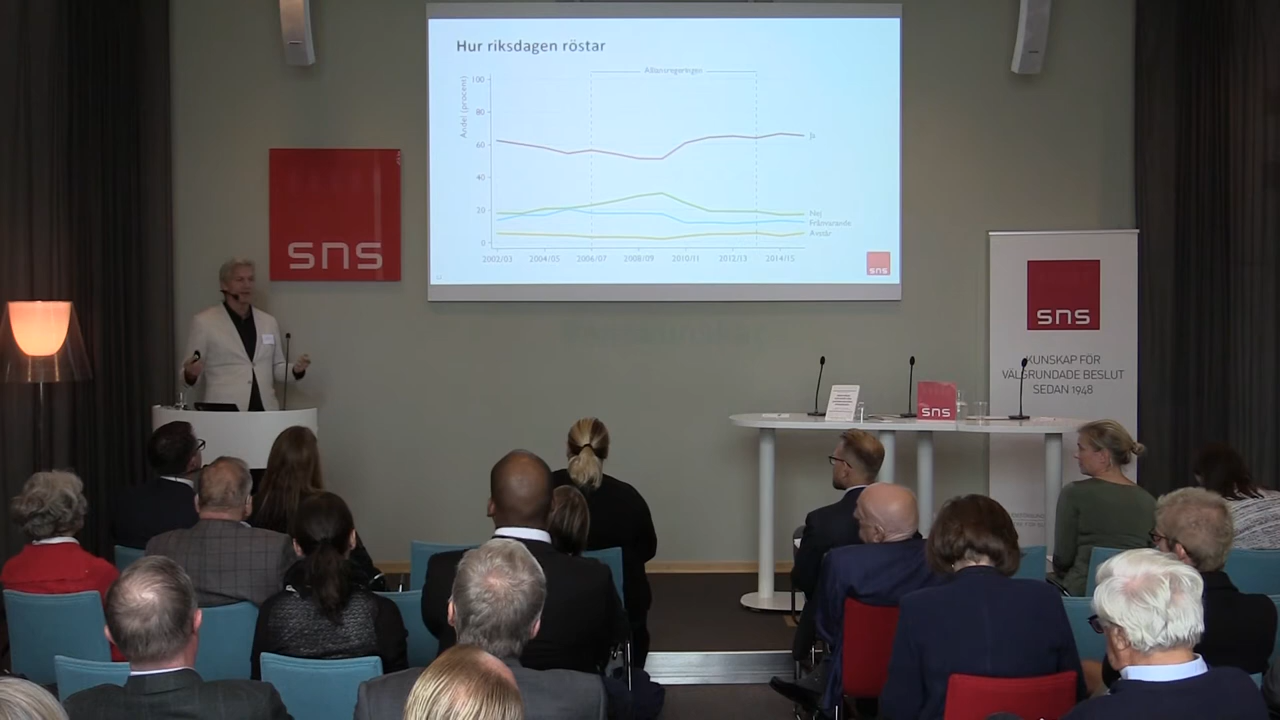 Hur riksdagen röstar
Alliansregeringen
Andel (procent)
100
80
60
40
20
0
Ja
Nej
Frånvarande
Avstår
2002/03 2004/05 2006/07 2008/09 2010/11 2012/13 2014/15
sns
sns
sns
KUNSKAP FÖR
VÄLGRUNDADE BESLUT
SEDAN 1948
sns